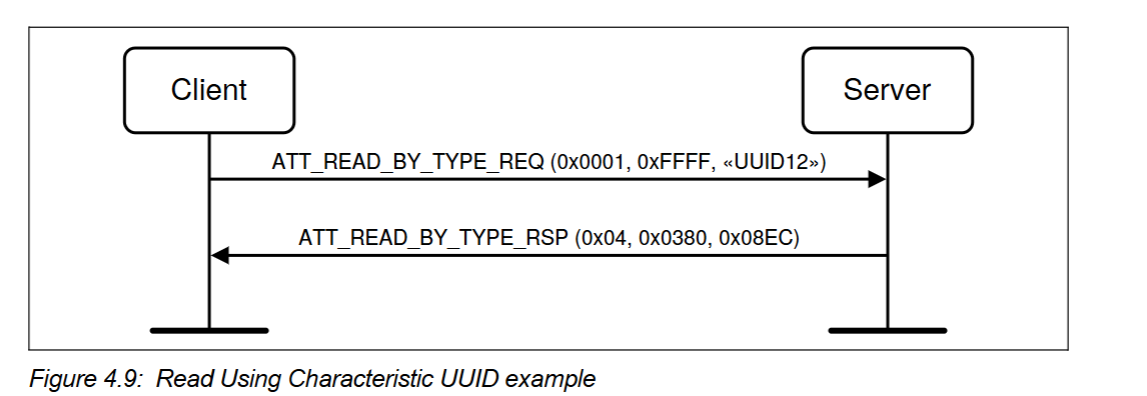 Client
Server
ATT_READ_BY_TYPE_REQ (0x0001, 0xFFFF, «UUID12»)
ATT_READ_BY_TYPE_RSP (0x04, 0x0380, 0x08EC)
Figure 4.9: Read Using Characteristic UUID example